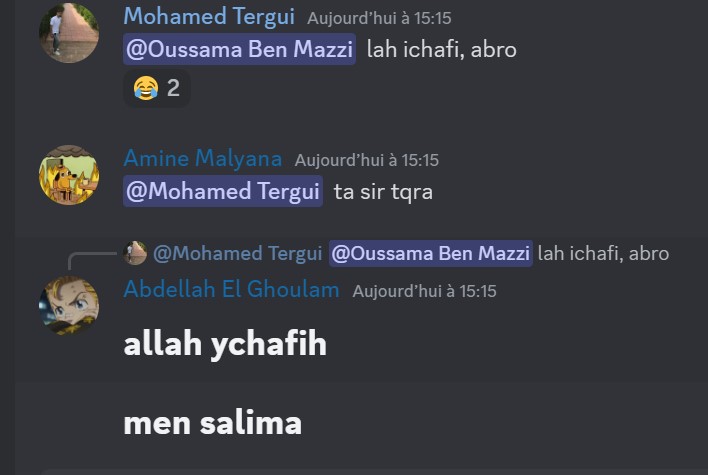 Mohamed Tergui Aujourd'hui à 15:15
@Oussama Ben Mazzi lah ichafi, abro
😂 2
Amine Malyana Aujourd'hui à 15:15
@Mohamed Tergui ta sir tqra
@Mohamed Tergui @Oussama Ben Mazzi lah ichafi, abro
Abdellah El Ghoulam Aujourd'hui à 15:15
allah ychafih
men salima